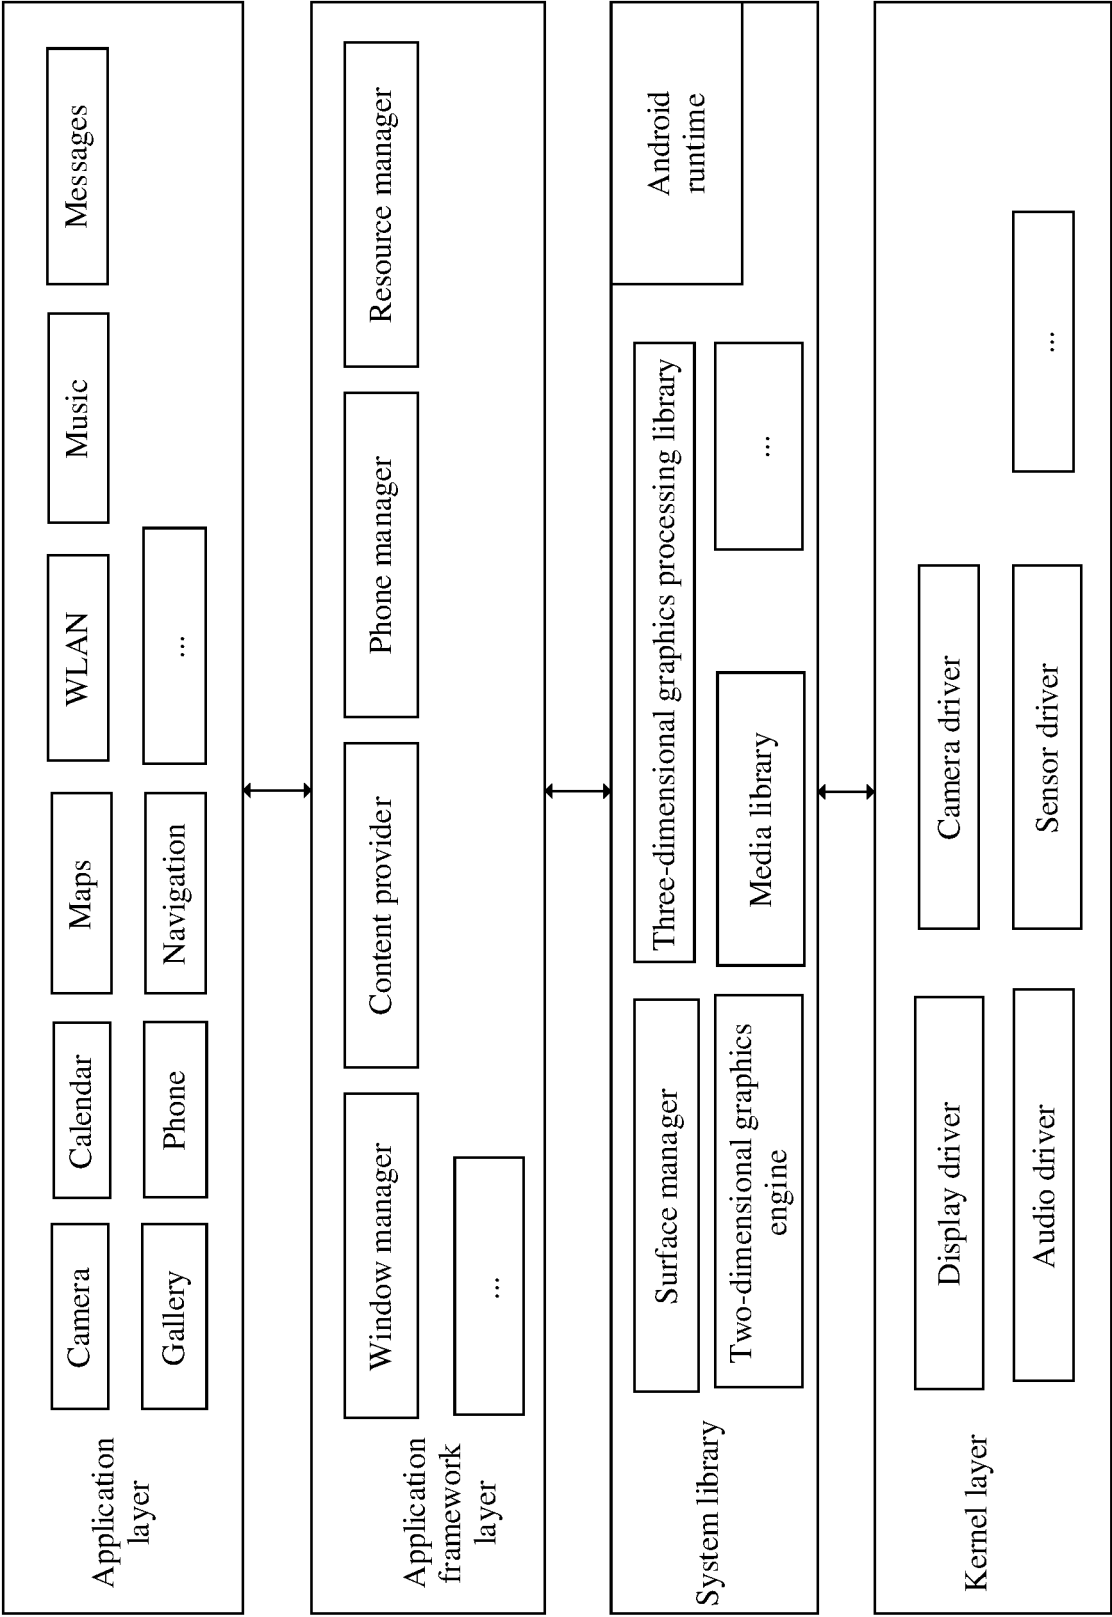 Application
layer
Camera
Calendar
Maps
WLAN
Music
Messages
Gallery
Phone
Navigation
...
Application
framework
layer
Window manager
Content provider
Phone manager
Resource manager
...
System library
Surface manager
Three-dimensional graphics processing library
Two-dimensional graphics
engine
Media library
...
Android
runtime
Kernel layer
Display driver
Camera driver
Audio driver
Sensor driver
...